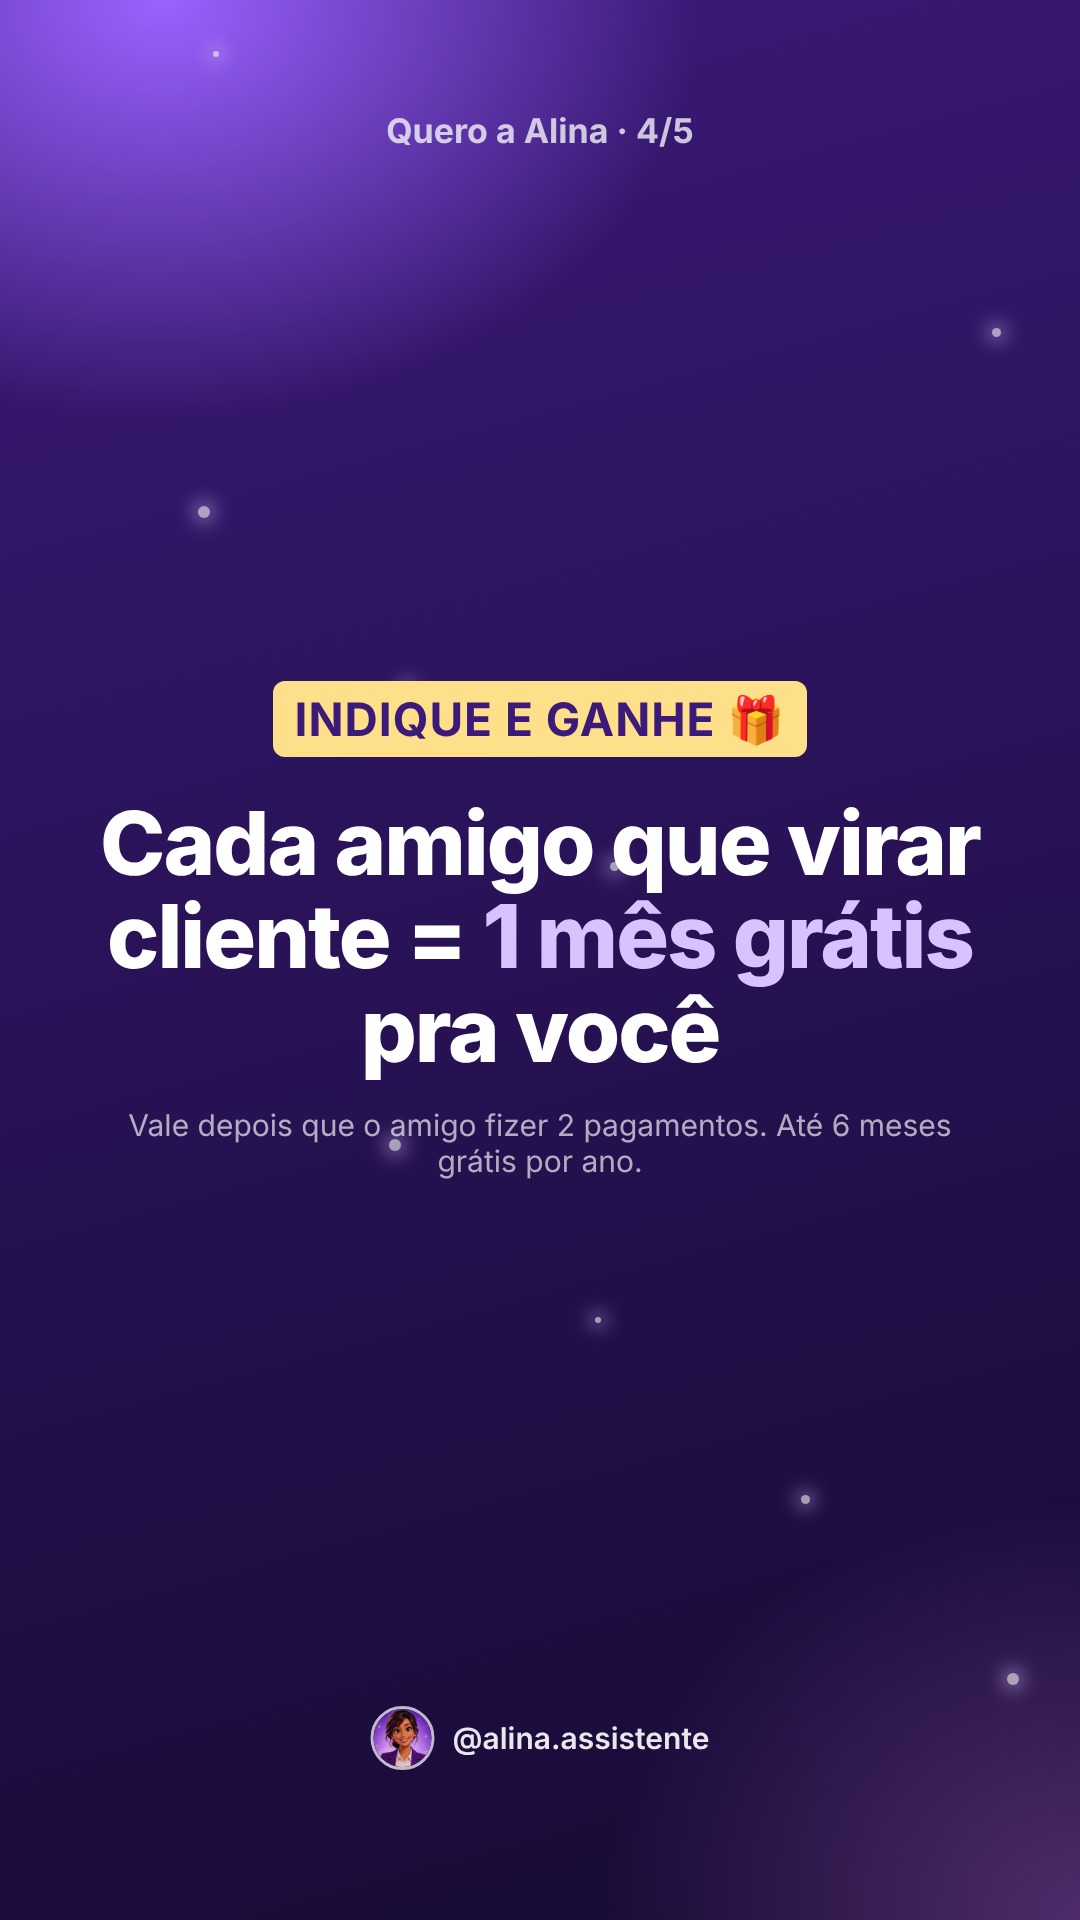 Quero a Alina · 4/5
INDIQUE E GANHE 🎁
Cada amigo que virar
cliente = 1 mês grátis
pra você
Vale depois que o amigo fizer 2 pagamentos. Até 6 meses
grátis por ano.
@alina.assistente